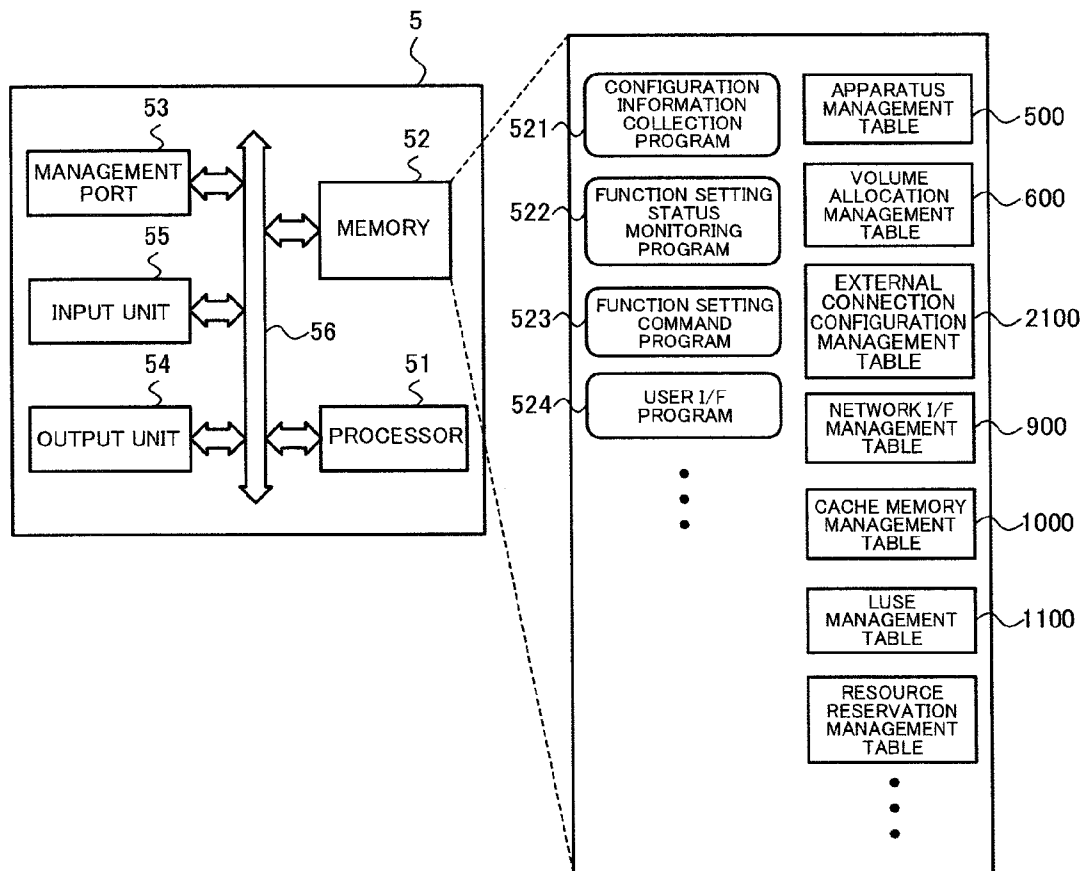 5
53
MANAGEMENT
PORT
55
INPUT UNIT
54
OUTPUT UNIT
56
52
MEMORY
51
PROCESSOR
521
CONFIGURATION
INFORMATION
COLLECTION
PROGRAM
522
FUNCTION SETTING
STATUS
MONITORING
PROGRAM
523
FUNCTION SETTING
COMMAND
PROGRAM
524
USER I/F
PROGRAM
APPARATUS
MANAGEMENT
TABLE
500
VOLUME
ALLOCATION
MANAGEMENT
TABLE
600
EXTERNAL
CONNECTION
CONFIGURATION
MANAGEMENT
TABLE
2100
NETWORK I/F
MANAGEMENT
TABLE
900
CACHE MEMORY
MANAGEMENT
TABLE
1000
LUSE
MANAGEMENT
TABLE
1100
RESOURCE
RESERVATION
MANAGEMENT
TABLE